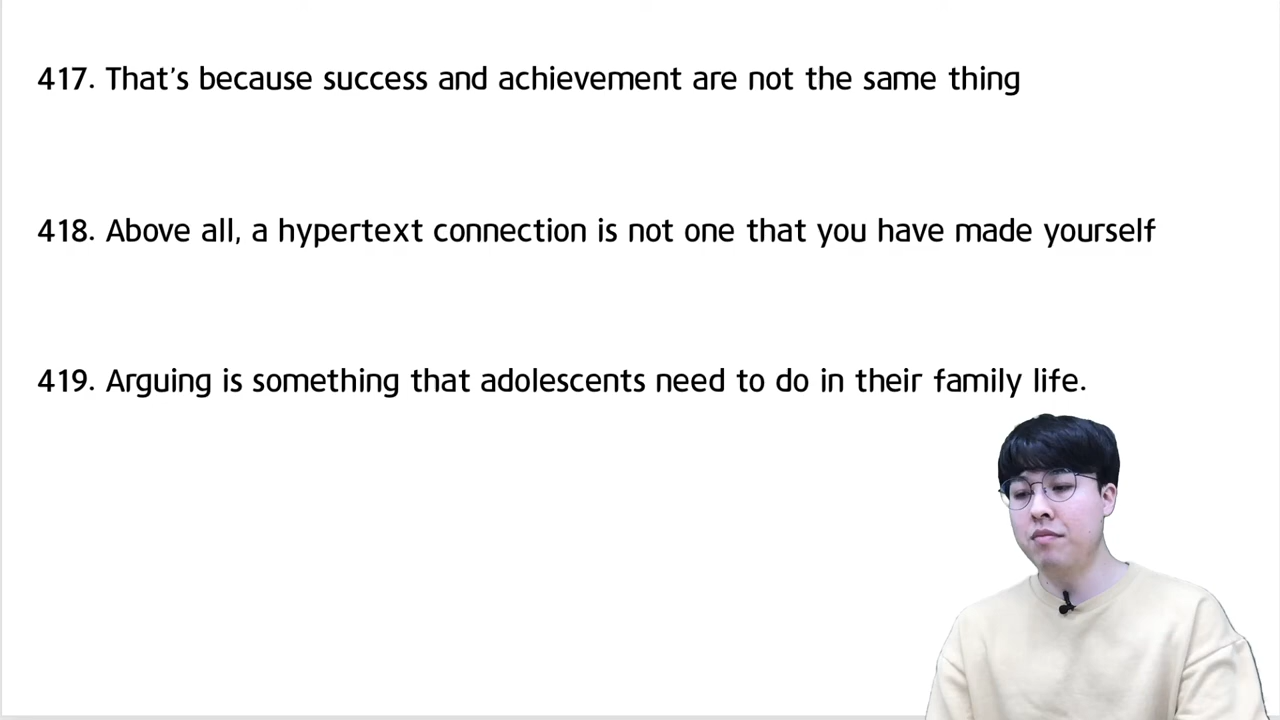 417. That's because success and achievement are not the same thing
418. Above all, a hypertext connection is not one that you have made yourself
419. Arguing is something that adolescents need to do in their family life.